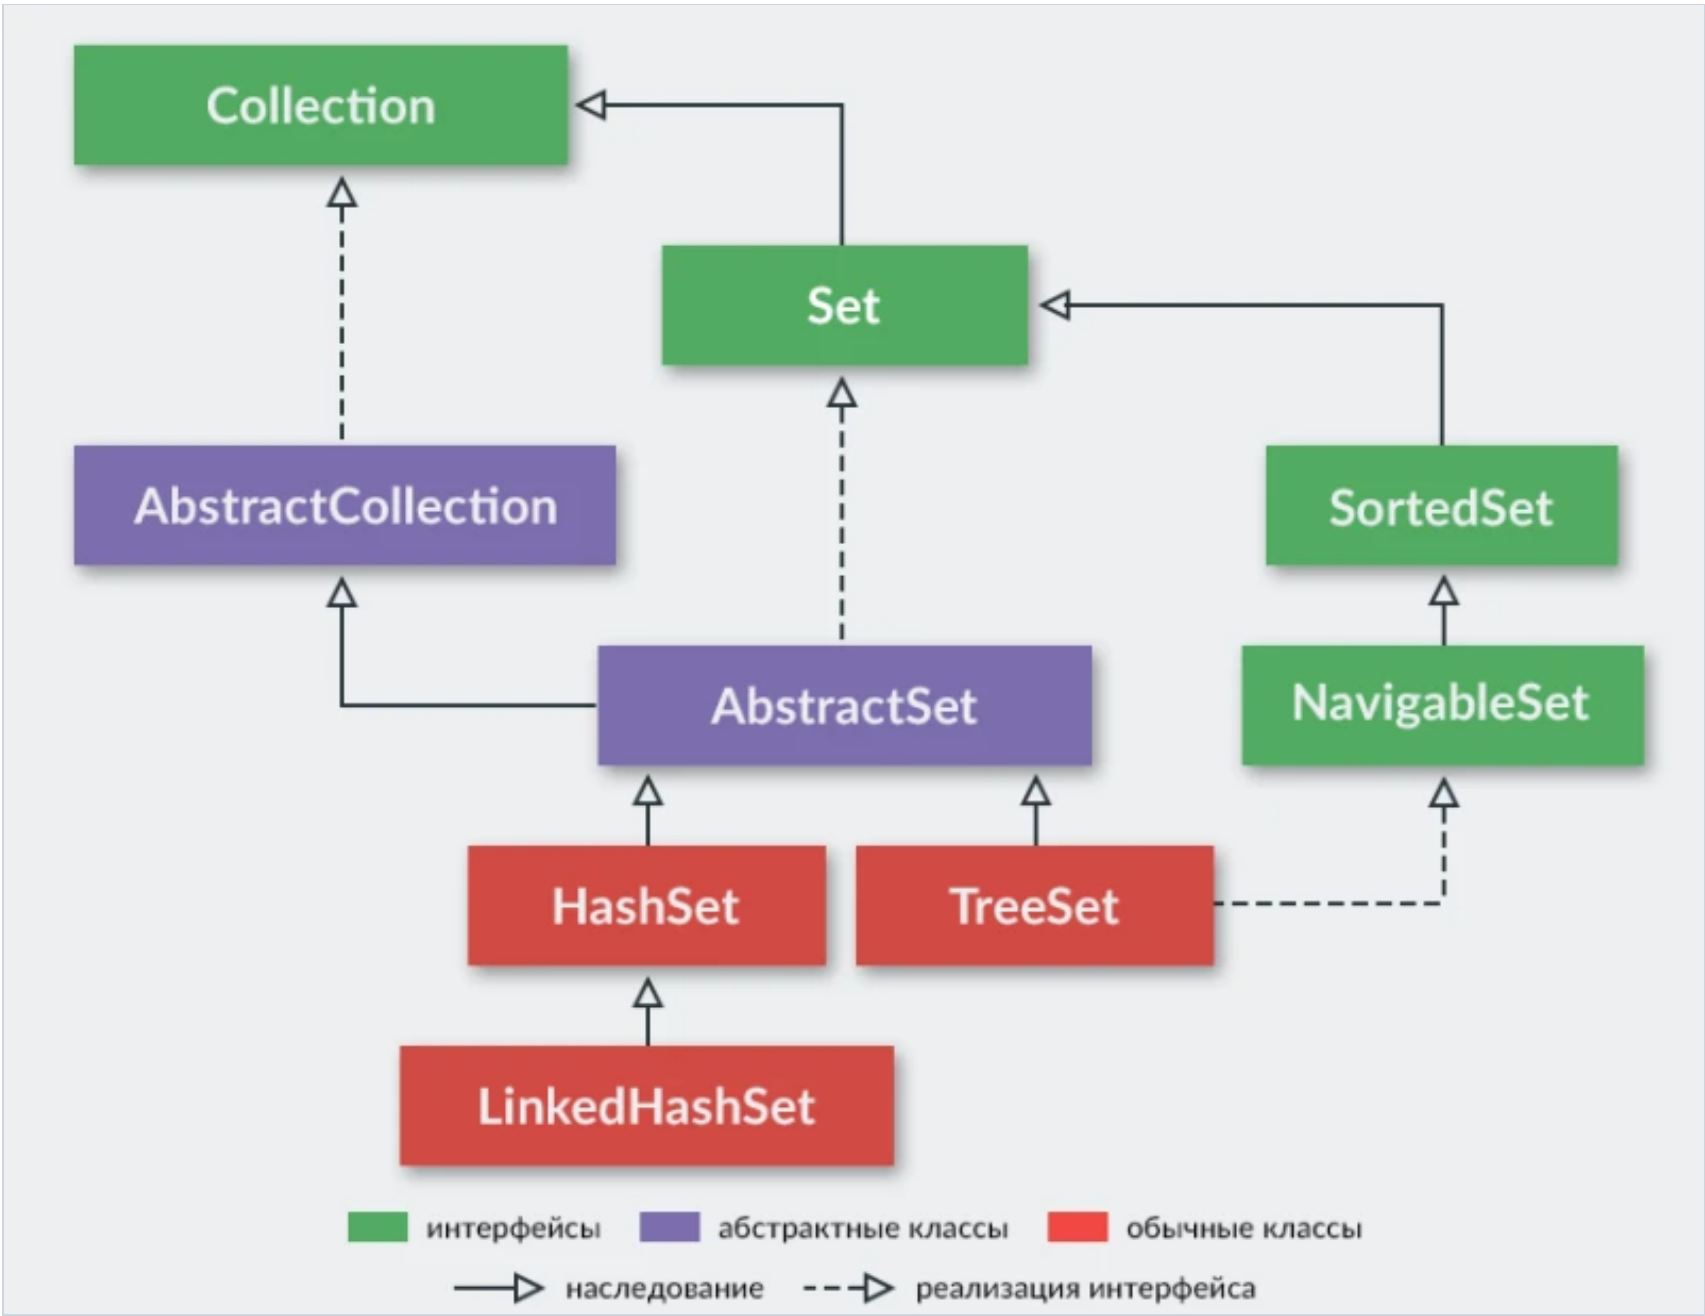 Collection
Set
AbstractCollection
SortedSet
AbstractSet
NavigableSet
HashSet
TreeSet
LinkedHashSet
интерфейсы абстрактные классы обычные классы
наследование реализация интерфейса